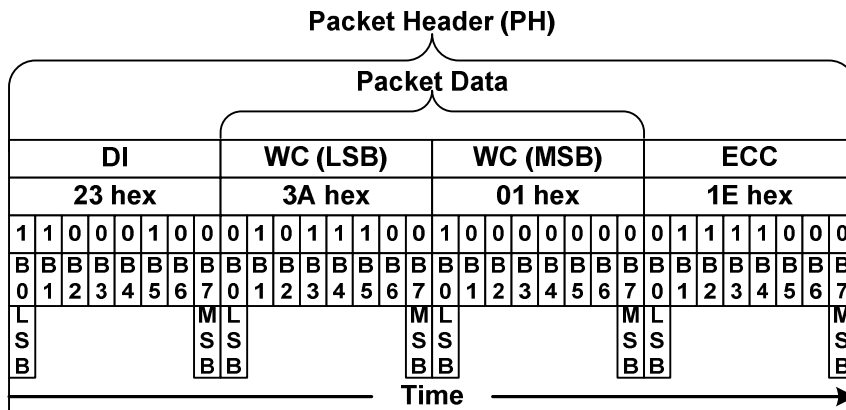 Packet Header (PH)
Packet Data
DI WC (LSB) WC (MSB) ECC
23 hex 3A hex 01 hex 1E hex
1 1 0 0 0 1 0 0 0 1 0 1 1 1 0 0 1 0 0 0 0 0 0 0 0 1 1 1 1 0 0 0
B0 B1 B2 B3 B4 B5 B6 B7 B0 B1 B2 B3 B4 B5 B6 B7 B0 B1 B2 B3 B4 B5 B6 B7 B0 B1 B2 B3 B4 B5 B6 B7
LSB MSB LSB MSB LSB MSB LSB MSB
Time